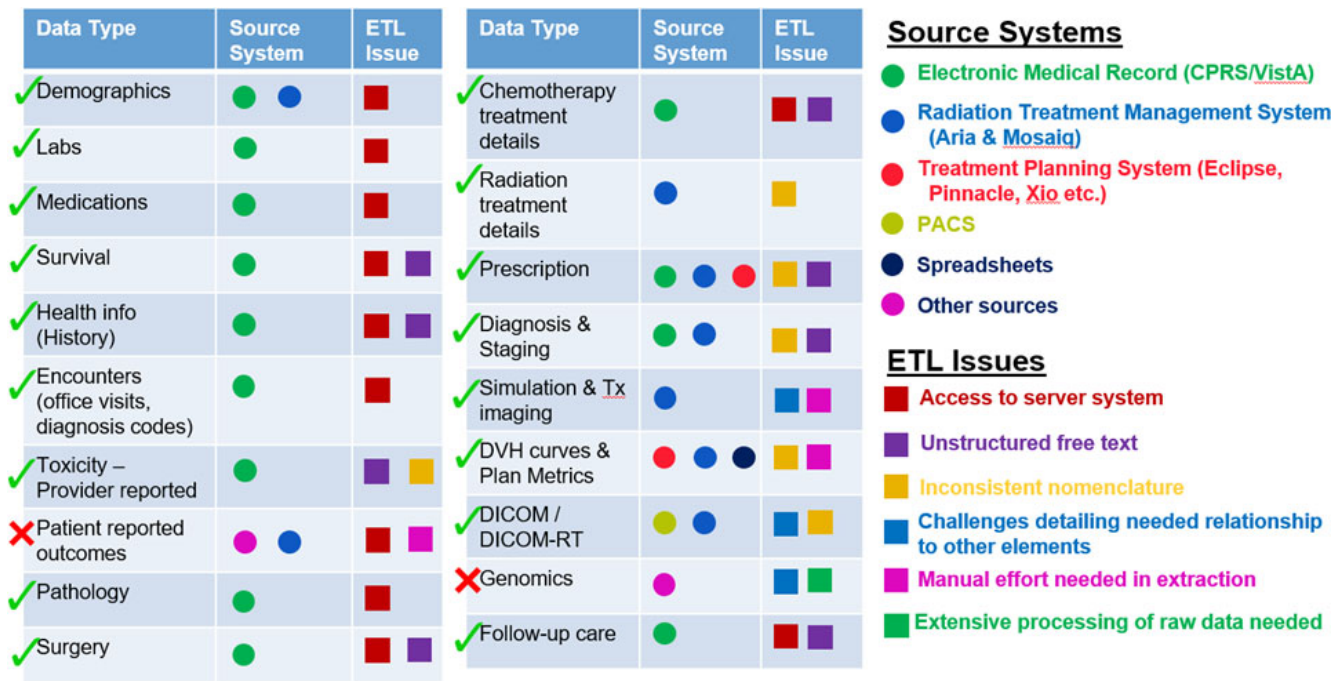 Data Type
Source
System
ETL
Issue
Demographics
Labs
Medications
Survival
Health info
(History)
Encounters
(office visits,
diagnosis codes)
Toxicity –
Provider reported
Patient reported
outcomes
Pathology
Surgery
Data Type
Source
System
ETL
Issue
Chemotherapy
treatment
details
Radiation
treatment
details
Prescription
Diagnosis &
Staging
Simulation & Tx
imaging
DVH curves &
Plan Metrics
DICOM /
DICOM-RT
Genomics
Follow-up care
Source Systems
Electronic Medical Record (CPRS/VistA)
Radiation Treatment Management System
(Aria & Mosaiq)
Treatment Planning System (Eclipse,
Pinnacle, Xio etc.)
PACS
Spreadsheets
Other sources
ETL Issues
Access to server system
Unstructured free text
Inconsistent nomenclature
Challenges detailing needed relationship
to other elements
Manual effort needed in extraction
Extensive processing of raw data needed